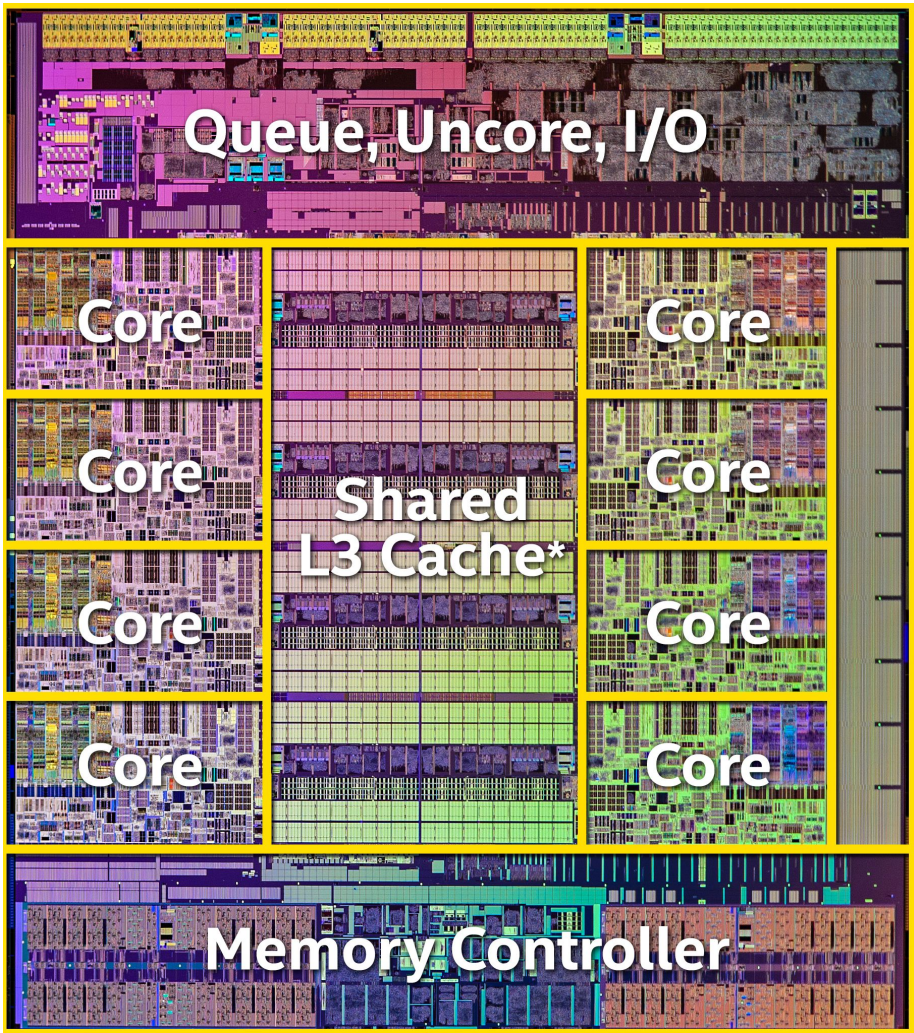 Queue, Uncore, I/O
Core
Core
Core
Core
Shared
L3 Cache*
Core
Core
Core
Core
Memory Controller